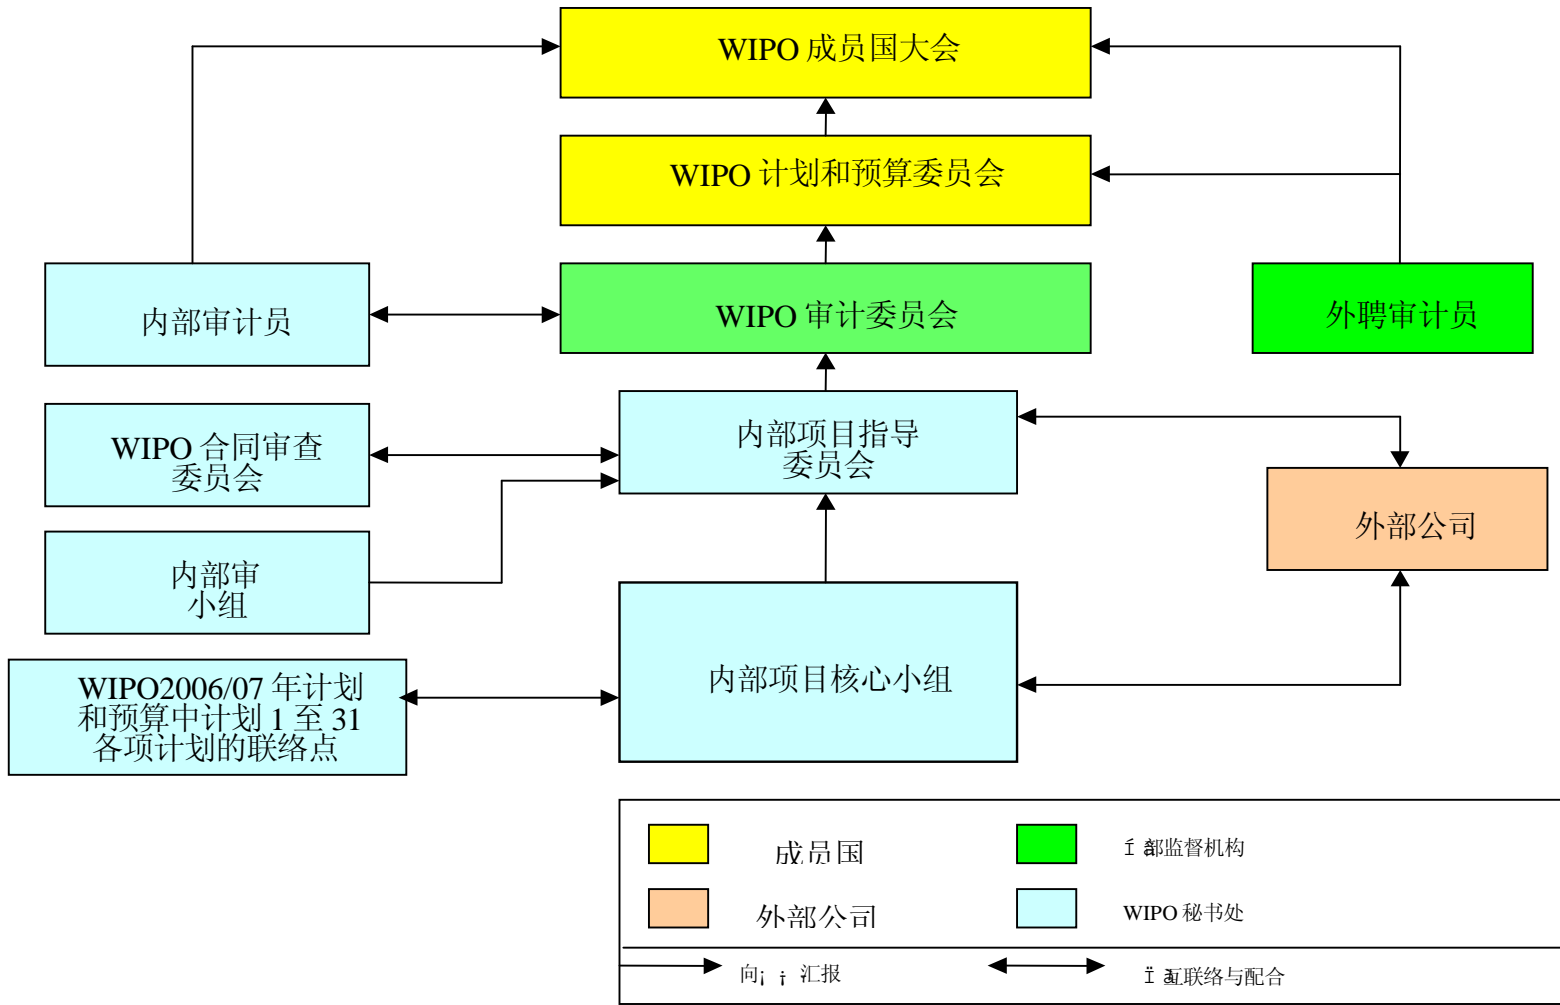 WIPO 成员国大会
WIPO 计划和预算委员会
内部审计员
WIPO 审计委员会
外聘审计员
WIPO 合同审查
委员会
内部项目指导
委员会
外部公司
内部审
小组
内部项目核心小组
WIPO2006/07 年计划
和预算中计划 1 至 31
各项计划的联络点
成员国
部监督机构
外部公司
WIPO 秘书处
向¡­¡­汇报
互联络与配合